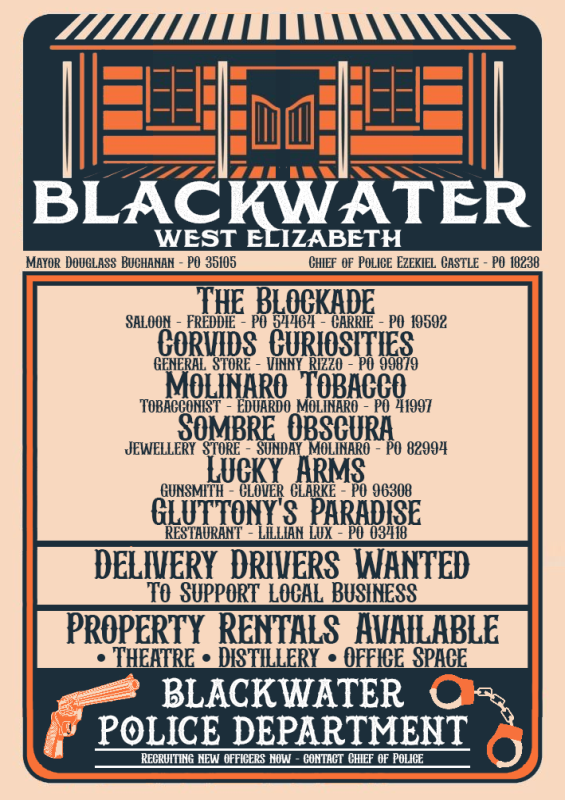 BLACKWATER
WEST ELIZABETH
Mayor Douglass Buchanan - PO 35105
Chief of Police Ezekiel Castle - PO 18238
The Blockade
Saloon - Freddie - PO 54464 - Carrie - PO 19592
Corvids Curiosities
General Store - Vinny Rizzo - PO 99879
Molinaro Tobacco
Tobacconist - Eduardo Molinaro - PO 41997
Sombre Obscura
Jewellery Store - Sunday Molinaro - PO 82994
Lucky Arms
Gunsmith - Clover Clarke - PO 96308
Gluttony's Paradise
Restaurant - Lillian Lux - PO 03418
Delivery Drivers Wanted
To Support local Business
Property Rentals Available
• Theatre • Distillery • Office Space
BLACKWATER
POLICE DEPARTMENT
Recruiting new officers now - contact Chief of Police